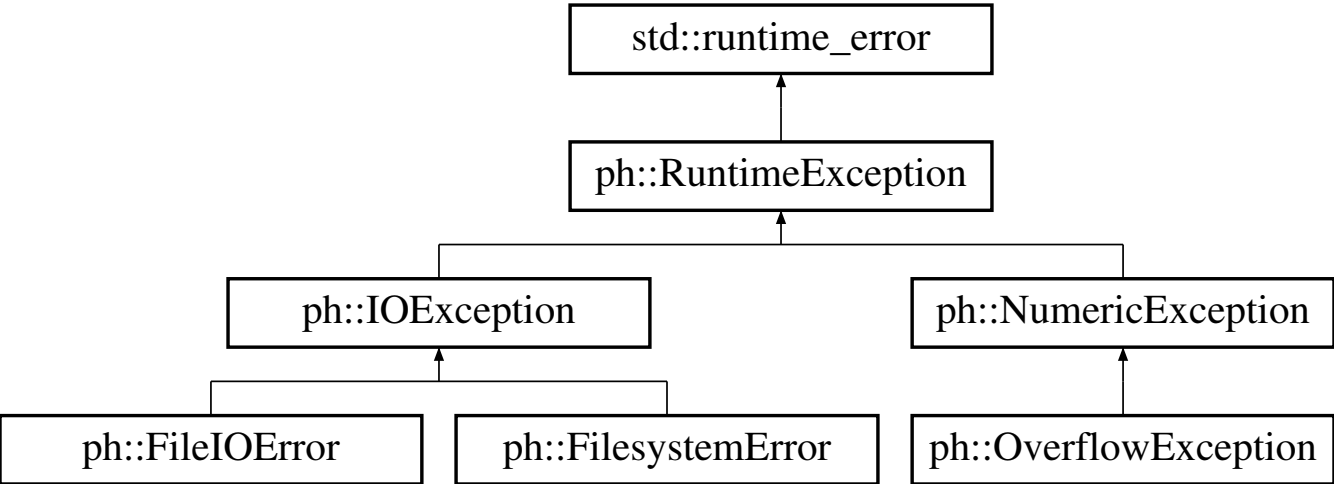 std::runtime_error
ph::RuntimeException
ph::IOException
ph::NumericException
ph::FileIOError
ph::FilesystemError
ph::OverflowException